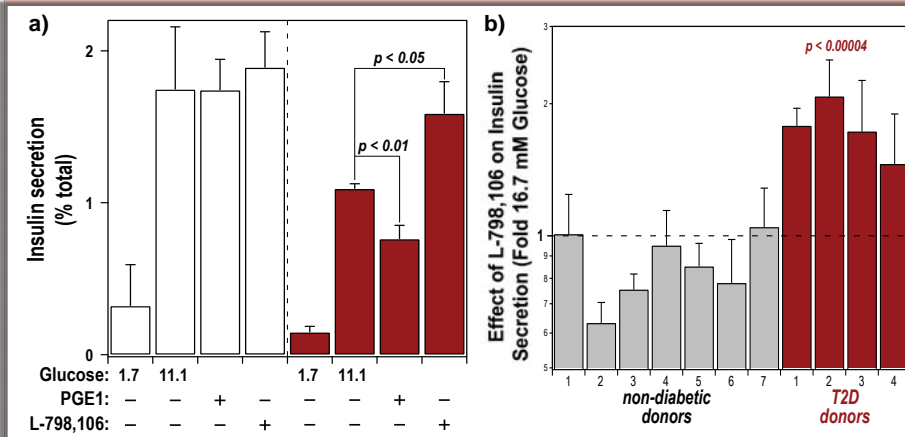 a)
Insulin secretion
(% total)
2
1
0
p < 0.05
p < 0.01
Glucose: 1.7 11.1 1.7 11.1
PGE1: – – + – – – + –
L-798,106: – – – + – – – +
b)
Effect of L-798,106 on Insulin
Secretion (Fold 16.7 mM Glucose)
3
2
1
9
8
7
6
5
p < 0.00004
1 2 3 4 5 6 7 1 2 3 4
non-diabetic
donors
T2D
donors